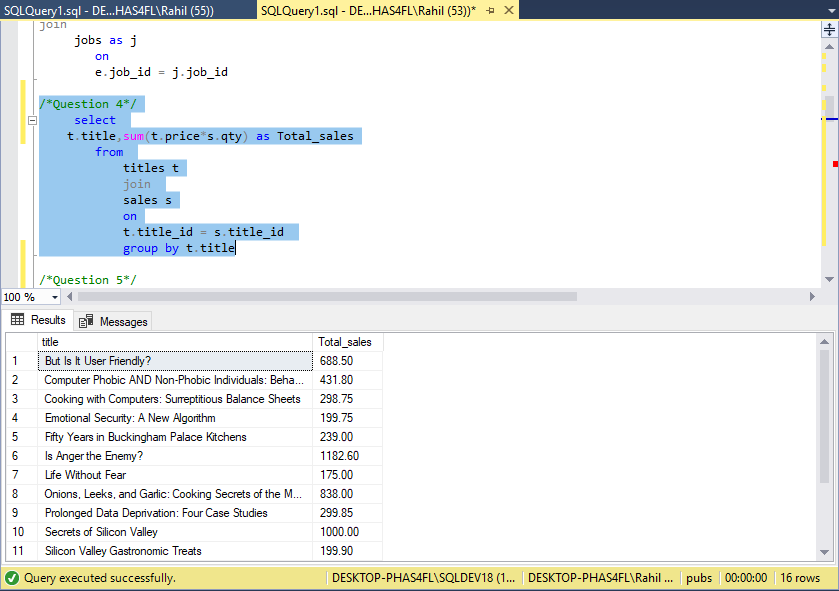 SQLQuery1.sql - DE...HAS4FL\Rahil (55)) SQLQuery1.sql - DE...HAS4FL\Rahil (53))*
join
jobs as j
on
e.job_id = j.job_id
/*Question 4*/
select
t.title,sum(t.price*s.qty) as Total_sales
from
titles t
join
sales s
on
t.title_id = s.title_id
group by t.title
/*Question 5*/
100 %
Results Messages
title Total_sales
1 But Is It User Friendly? 688.50
2 Computer Phobic AND Non-Phobic Individuals: Beha... 431.80
3 Cooking with Computers: Surreptitious Balance Sheets 298.75
4 Emotional Security: A New Algorithm 199.75
5 Fifty Years in Buckingham Palace Kitchens 239.00
6 Is Anger the Enemy? 1182.60
7 Life Without Fear 175.00
8 Onions, Leeks, and Garlic: Cooking Secrets of the M... 838.00
9 Prolonged Data Deprivation: Four Case Studies 299.85
10 Secrets of Silicon Valley 1000.00
11 Silicon Valley Gastronomic Treats 199.90
Query executed successfully. DESKTOP-PHAS4FL\SQLDEV18 (1... DESKTOP-PHAS4FL\Rahil ... pubs 00:00:00 16 rows